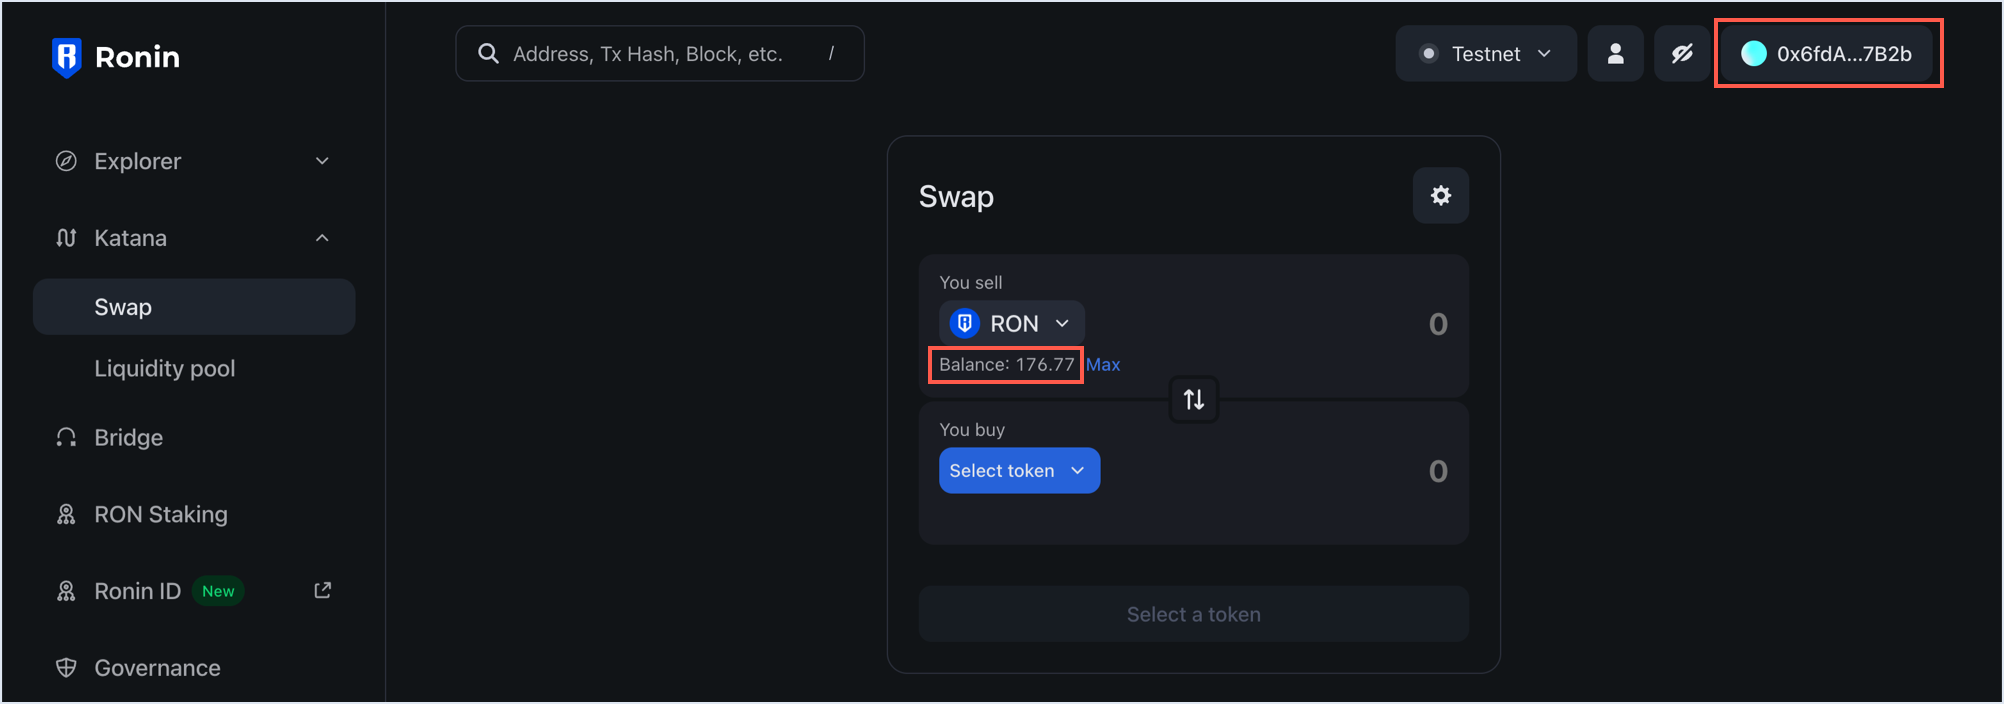 Ronin
Address, Tx Hash, Block, etc. /
Testnet
0x6fdA...7B2b
Explorer
Katana
Swap
Liquidity pool
Bridge
RON Staking
Ronin ID New
Governance
Swap
You sell
RON
0
Balance: 176.77 Max
You buy
Select token
0
Select a token